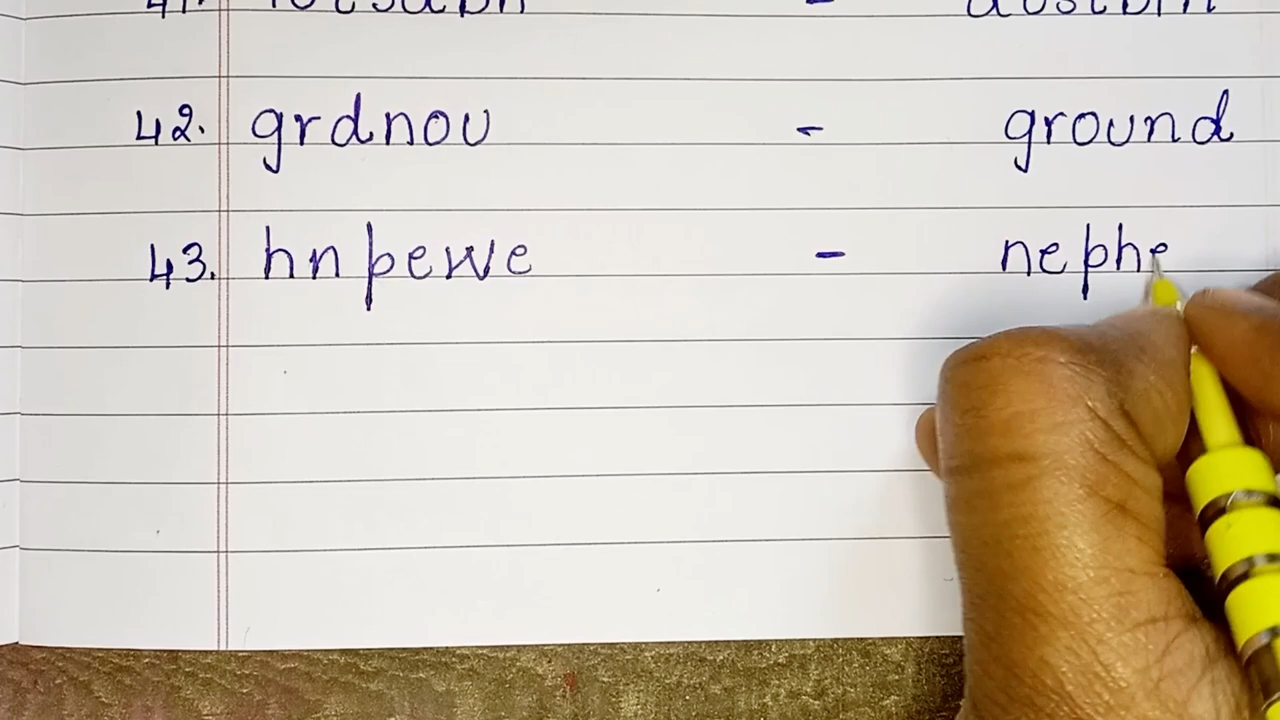 42. grdnou - ground
43. hnpewe - nephe